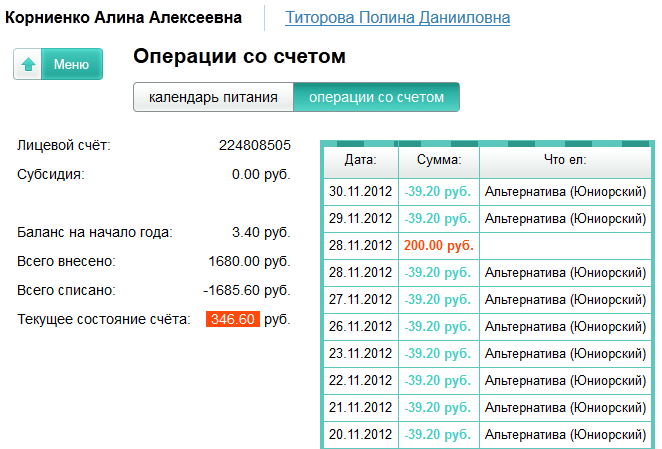 Корниенко Алина Алексеевна Титорова Полина Данииловна
Меню
Операции со счетом
календарь питания операции со счетом
Лицевой счёт: 224808505
Субсидия: 0.00 руб.
Баланс на начало года: 3.40 руб.
Всего внесено: 1680.00 руб.
Всего списано: -1685.60 руб.
Текущее состояние счёта: 346.60 руб.
Дата: Сумма: Что ел:
30.11.2012 -39.20 руб. Альтернатива (Юниорский)
29.11.2012 -39.20 руб. Альтернатива (Юниорский)
28.11.2012 200.00 руб.
28.11.2012 -39.20 руб. Альтернатива (Юниорский)
27.11.2012 -39.20 руб. Альтернатива (Юниорский)
26.11.2012 -39.20 руб. Альтернатива (Юниорский)
23.11.2012 -39.20 руб. Альтернатива (Юниорский)
22.11.2012 -39.20 руб. Альтернатива (Юниорский)
21.11.2012 -39.20 руб. Альтернатива (Юниорский)
20.11.2012 -39.20 руб. Альтернатива (Юниорский)